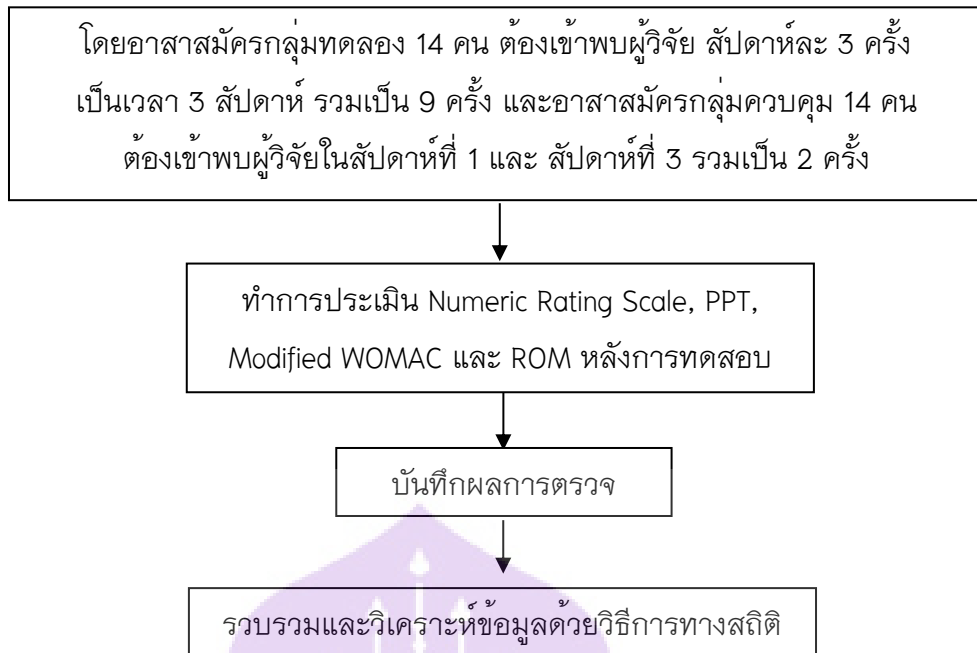 โดยอาสาสมัครกลุ่มทดลอง 14 คน ต้องเข้าพบผู้วิจัย สัปดาห์ละ 3 ครั้ง
เป็นเวลา 3 สัปดาห์ รวมเป็น 9 ครั้ง และอาสาสมัครกลุ่มควบคุม 14 คน
ต้องเข้าพบผู้วิจัยในสัปดาห์ที่ 1 และ สัปดาห์ที่ 3 รวมเป็น 2 ครั้ง
ทำการประเมิน Numeric Rating Scale, PPT,
Modified WOMAC และ ROM หลังการทดสอบ
บันทึกผลการตรวจ
รวบรวมและวิเคราะห์ข้อมูลด้วยวิธีการทางสถิติ